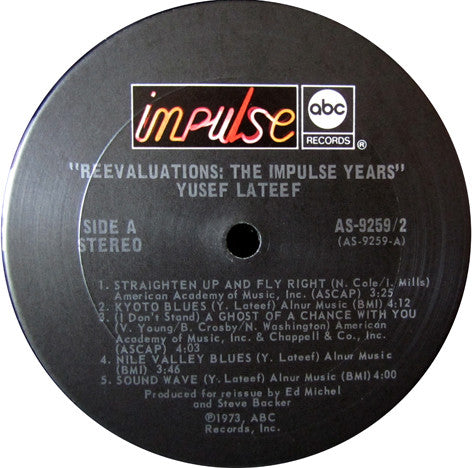 impulse abc
RECORDS ®
"REEVALUATIONS: THE IMPULSE YEARS"
YUSEF LATEEF
SIDE A AS-9259/2
STEREO (AS-9259-A)
1. STRAIGHTEN UP AND FLY RIGHT (N. Cole/I. Mills)
American Academy of Music, Inc. (ASCAP) 3:25
2. KYOTO BLUES (Y. Lateef) Alnur Music (BMI) 4:12
3. (I Don't Stand) A GHOST OF A CHANCE WITH YOU
(V. Young/B. Crosby/N. Washington) American
Academy of Music, Inc. & Chappell & Co., Inc.
(ASCAP) 4:03
4. NILE VALLEY BLUES (Y. Lateef) Alnur Music
(BMI) 3:46
5. SOUND WAVE (Y. Lateef) Alnur Music (BMI) 4:00
Produced for reissue by Ed Michel
and Steve Backer
℗1973, ABC
Records, Inc.